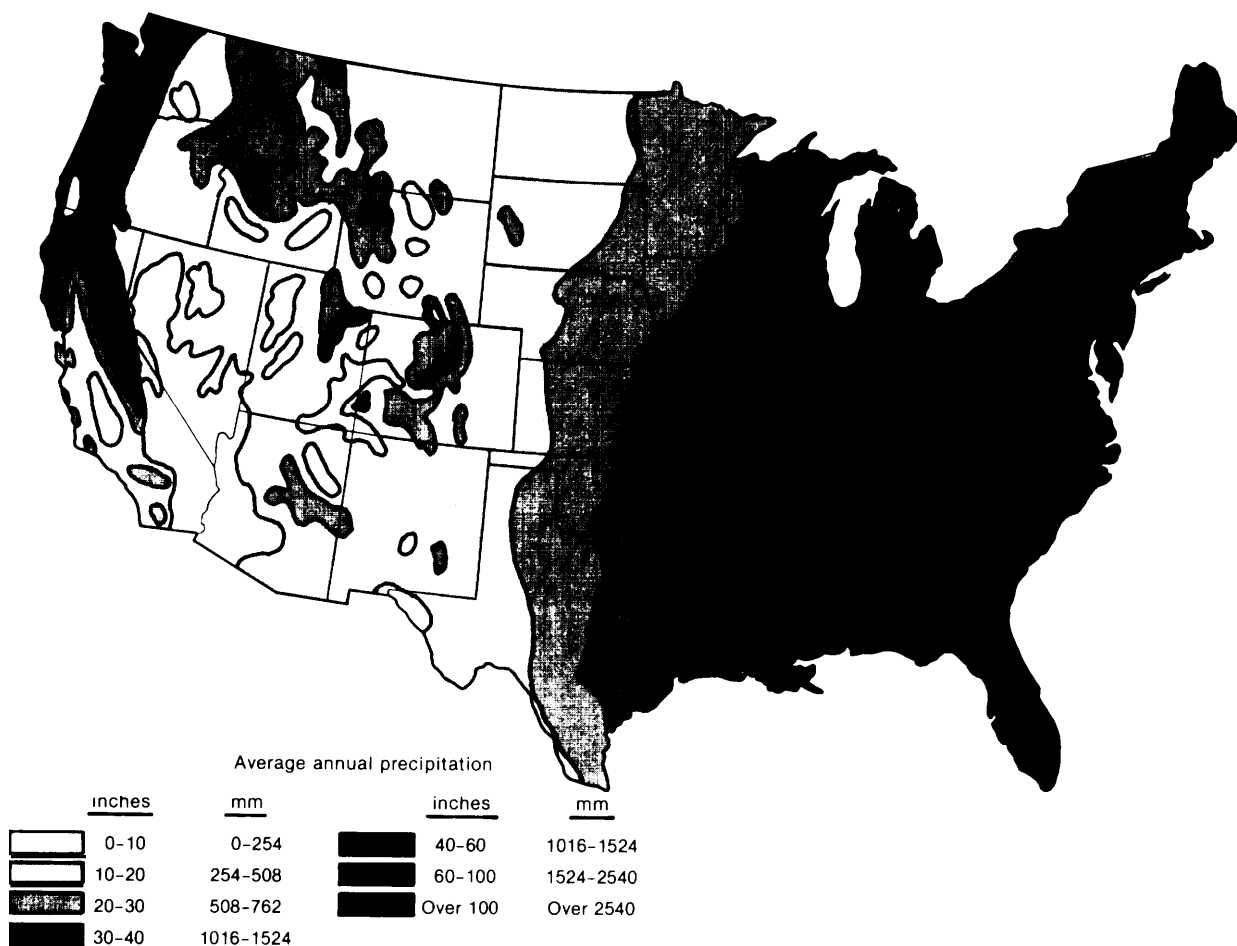 Average annual precipitation
inches mm inches mm
0-10 0-254 40-60 1016-1524
10-20 254-508 60-100 1524-2540
20-30 508-762 Over 100 Over 2540
30-40 1016-1524